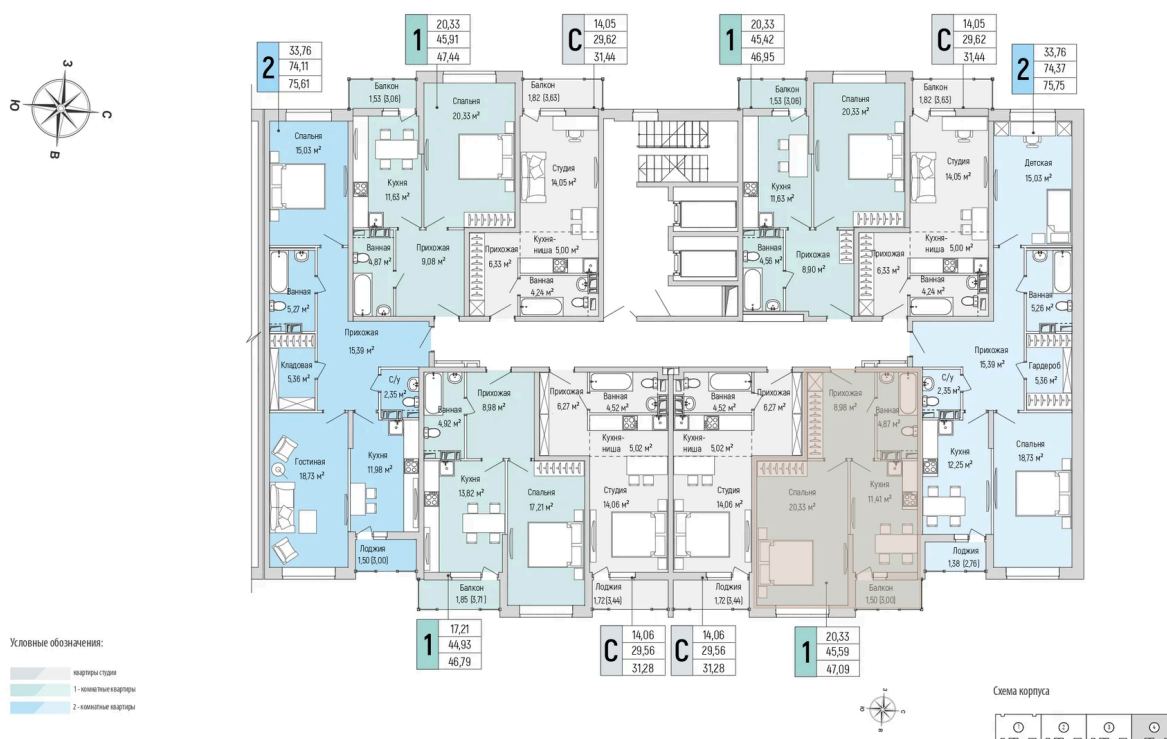 1
20,33
45,91
47,44
С
14,05
29,62
31,44
1
20,33
45,42
46,95
С
14,05
29,62
31,44
2
33,76
74,11
75,61
2
33,76
74,37
75,75
З
Ю
С
В
Балкон
1,53 (3,06)
Спальня
20,33 м²
Балкон
1,82 (3,63)
Балкон
1,53 (3,06)
Спальня
20,33 м²
Балкон
1,82 (3,63)
Спальня
15,03 м²
Кухня
11,63 м²
Студия
14,05 м²
Кухня
11,63 м²
Студия
14,05 м²
Детская
15,03 м²
Ванная
4,87 м²
Прихожая
9,08 м²
Прихожая
6,33 м²
Кухня-
ниша 5,00 м²
Ванная
4,24 м²
Ванная
4,56 м²
Прихожая
8,90 м²
Прихожая
6,33 м²
Кухня-
ниша 5,00 м²
Ванная
4,24 м²
Ванная
5,27 м²
Ванная
5,26 м²
Прихожая
15,39 м²
Прихожая
15,39 м²
Кладовая
5,36 м²
С/у
2,35 м²
Ванная
4,92 м²
Прихожая
8,98 м²
Прихожая
6,27 м²
Ванная
4,52 м²
Ванная
4,52 м²
Прихожая
6,27 м²
Прихожая
8,98 м²
Ванная
4,87 м²
С/у
2,35 м²
Гардероб
5,36 м²
Кухня-
ниша 5,02 м²
Кухня-
ниша 5,02 м²
Гостиная
18,73 м²
Кухня
11,98 м²
Кухня
13,82 м²
Спальня
17,21 м²
Студия
14,06 м²
Студия
14,06 м²
Спальня
20,33 м²
Кухня
11,41 м²
Кухня
12,25 м²
Спальня
18,73 м²
Лоджия
1,50 (3,00)
Балкон
1,85 (3,71)
Лоджия
1,72 (3,44)
Лоджия
1,72 (3,44)
Балкон
1,50 (3,00)
Лоджия
1,38 (2,76)
1
17,21
44,93
46,79
С
14,06
29,56
31,28
С
14,06
29,56
31,28
1
20,33
45,59
47,09
Условные обозначения:
квартиры студии
1 - комнатные квартиры
2 - комнатные квартиры
З
Ю
С
В
Схема корпуса
1
2
3
4